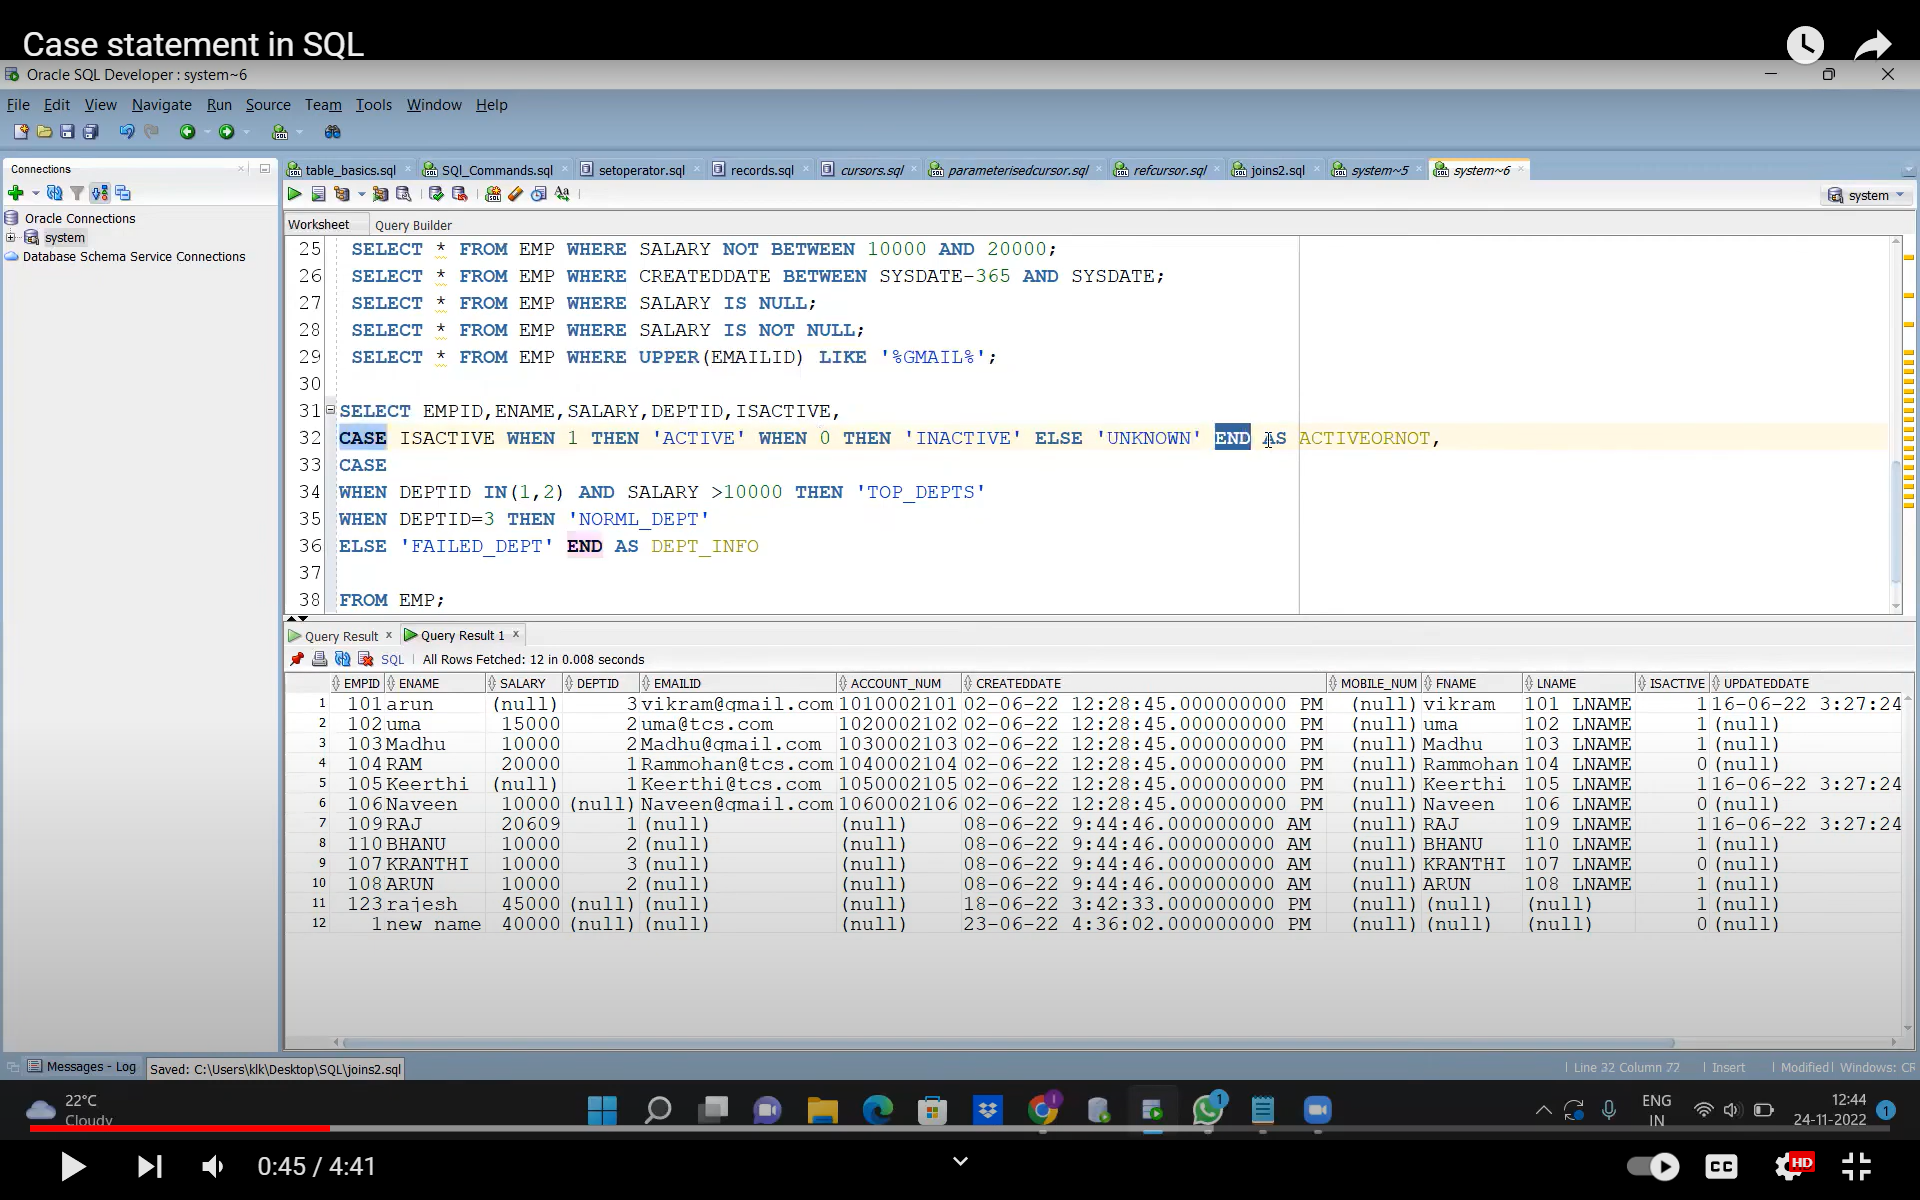 Case statement in SQL
Oracle SQL Developer : system~6
File Edit View Navigate Run Source Team Tools Window Help
Connections
table_basics.sql SQL_Commands.sql setoperator.sql records.sql cursors.sql parameterisedcursor.sql refcursor.sql joins2.sql system~5 system~6
system
Oracle Connections
system
Database Schema Service Connections
Worksheet Query Builder
25 SELECT * FROM EMP WHERE SALARY NOT BETWEEN 10000 AND 20000;
26 SELECT * FROM EMP WHERE CREATEDDATE BETWEEN SYSDATE-365 AND SYSDATE;
27 SELECT * FROM EMP WHERE SALARY IS NULL;
28 SELECT * FROM EMP WHERE SALARY IS NOT NULL;
29 SELECT * FROM EMP WHERE UPPER(EMAILID) LIKE '%GMAIL%';
30
31 SELECT EMPID,ENAME,SALARY,DEPTID,ISACTIVE,
32 CASE ISACTIVE WHEN 1 THEN 'ACTIVE' WHEN 0 THEN 'INACTIVE' ELSE 'UNKNOWN' END AS ACTIVEORNOT,
33 CASE
34 WHEN DEPTID IN(1,2) AND SALARY >10000 THEN 'TOP_DEPTS'
35 WHEN DEPTID=3 THEN 'NORML_DEPT'
36 ELSE 'FAILED_DEPT' END AS DEPT_INFO
37
38 FROM EMP;
Query Result Query Result 1
SQL All Rows Fetched: 12 in 0.008 seconds
EMPID ENAME SALARY DEPTID EMAILID ACCOUNT_NUM CREATEDDATE MOBILE_NUM FNAME LNAME ISACTIVE UPDATEDDATE
1 101 arun (null) 3 vikram@gmail.com 1010002101 02-06-22 12:28:45.000000000 PM (null) vikram 101 LNAME 1 16-06-22 3:27:24
2 102 uma 15000 2 uma@tcs.com 1020002102 02-06-22 12:28:45.000000000 PM (null) uma 102 LNAME 1 (null)
3 103 Madhu 10000 2 Madhu@gmail.com 1030002103 02-06-22 12:28:45.000000000 PM (null) Madhu 103 LNAME 1 (null)
4 104 RAM 20000 1 Rammohan@tcs.com 1040002104 02-06-22 12:28:45.000000000 PM (null) Rammohan 104 LNAME 0 (null)
5 105 Keerthi (null) 1 Keerthi@tcs.com 1050002105 02-06-22 12:28:45.000000000 PM (null) Keerthi 105 LNAME 1 16-06-22 3:27:24
6 106 Naveen 10000 (null) Naveen@gmail.com 1060002106 02-06-22 12:28:45.000000000 PM (null) Naveen 106 LNAME 0 (null)
7 109 RAJ 20609 1 (null) (null) 08-06-22 9:44:46.000000000 AM (null) RAJ 109 LNAME 1 16-06-22 3:27:24
8 110 BHANU 10000 2 (null) (null) 08-06-22 9:44:46.000000000 AM (null) BHANU 110 LNAME 1 (null)
9 107 KRANTHI 10000 3 (null) (null) 08-06-22 9:44:46.000000000 AM (null) KRANTHI 107 LNAME 0 (null)
10 108 ARUN 10000 2 (null) (null) 08-06-22 9:44:46.000000000 AM (null) ARUN 108 LNAME 1 (null)
11 123 rajesh 45000 (null) (null) (null) 18-06-22 3:42:33.000000000 PM (null) (null) (null) 1 (null)
12 1 new name 40000 (null) (null) (null) 23-06-22 4:36:02.000000000 PM (null) (null) (null) 0 (null)
Messages - Log Saved: C:\Users\klk\Desktop\SQL\joins2.sql Line 32 Column 72 Insert Modified Windows: CR
22°C
Cloudy
1
ENG
IN
12:44
24-11-2022
1
0:45 / 4:41
CC
HD